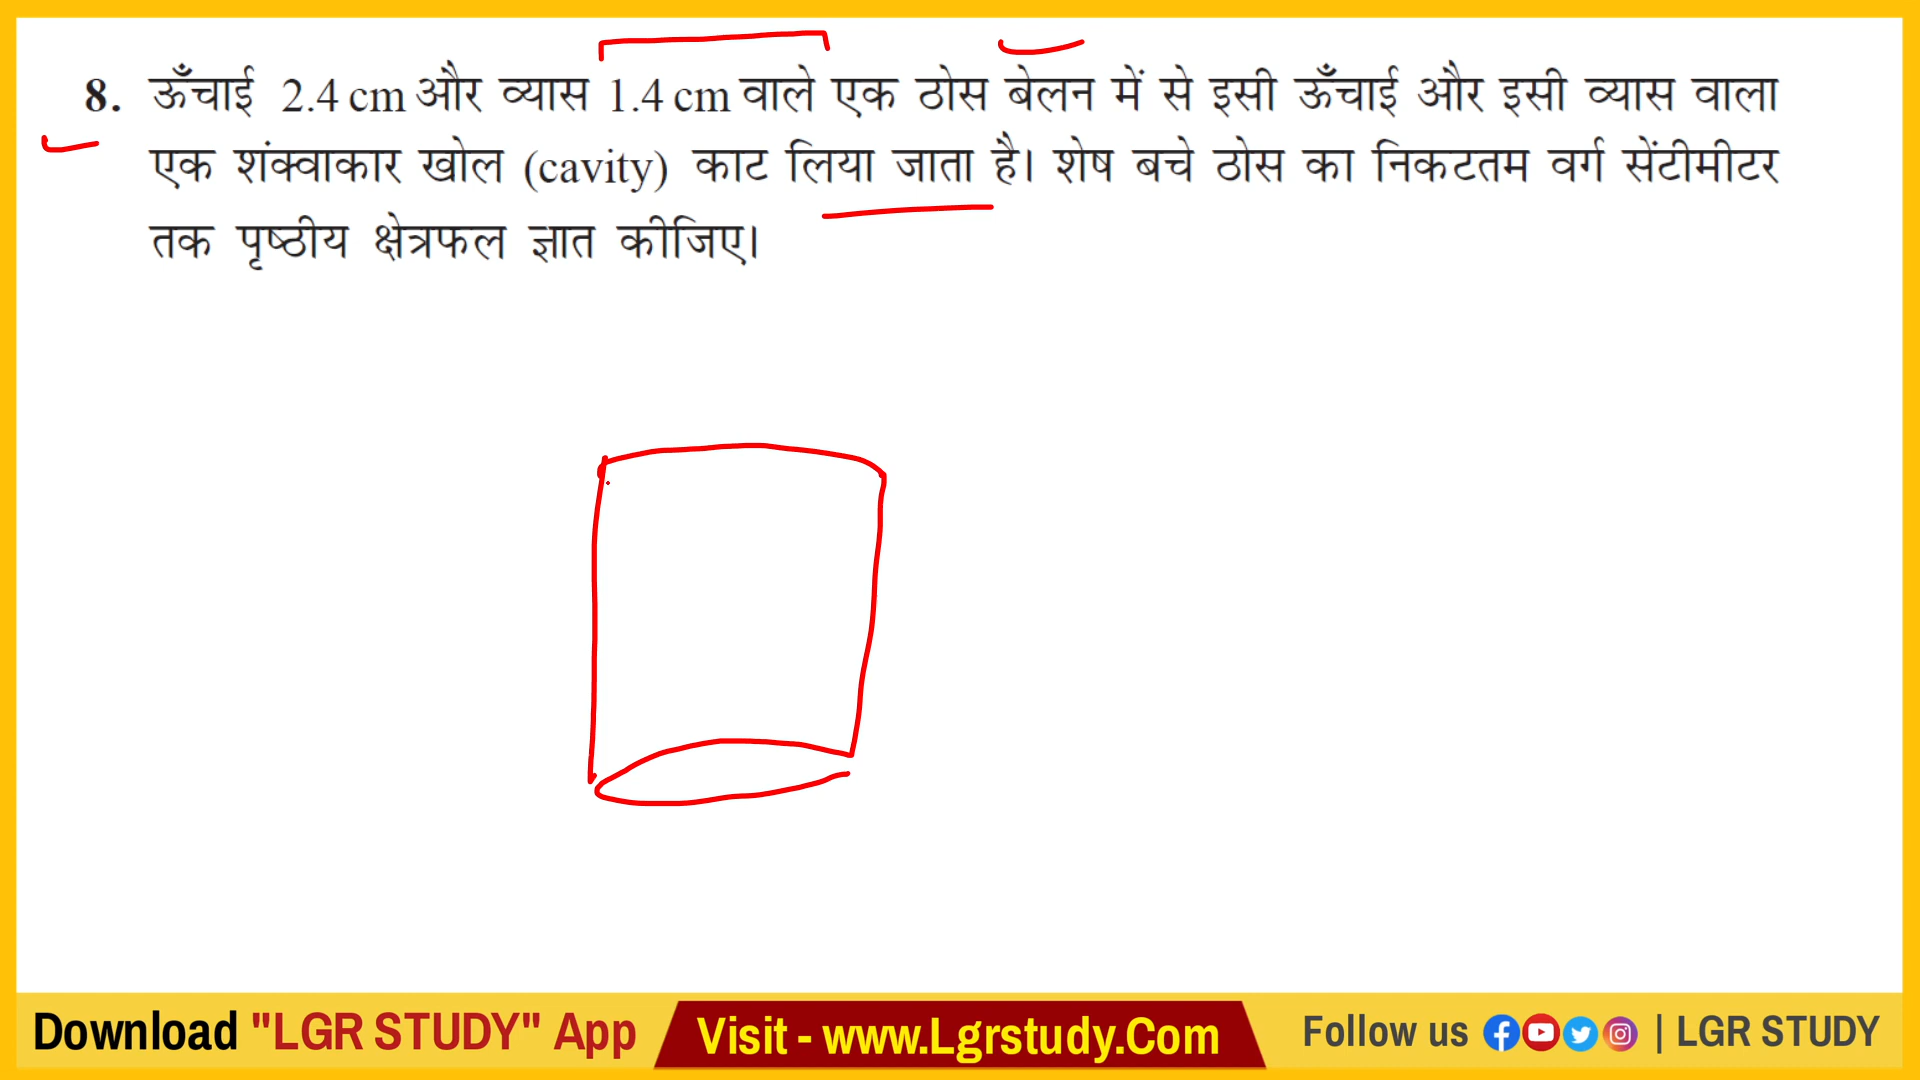 8. ऊँचाई 2.4 cm और व्यास 1.4 cm वाले एक ठोस बेलन में से इसी ऊँचाई और इसी व्यास वाला
एक शंक्वाकार खोल (cavity) काट लिया जाता है। शेष बचे ठोस का निकटतम वर्ग सेंटीमीटर
तक पृष्ठीय क्षेत्रफल ज्ञात कीजिए।
Download "LGR STUDY" App
Visit - www.Lgrstudy.Com
Follow us | LGR STUDY